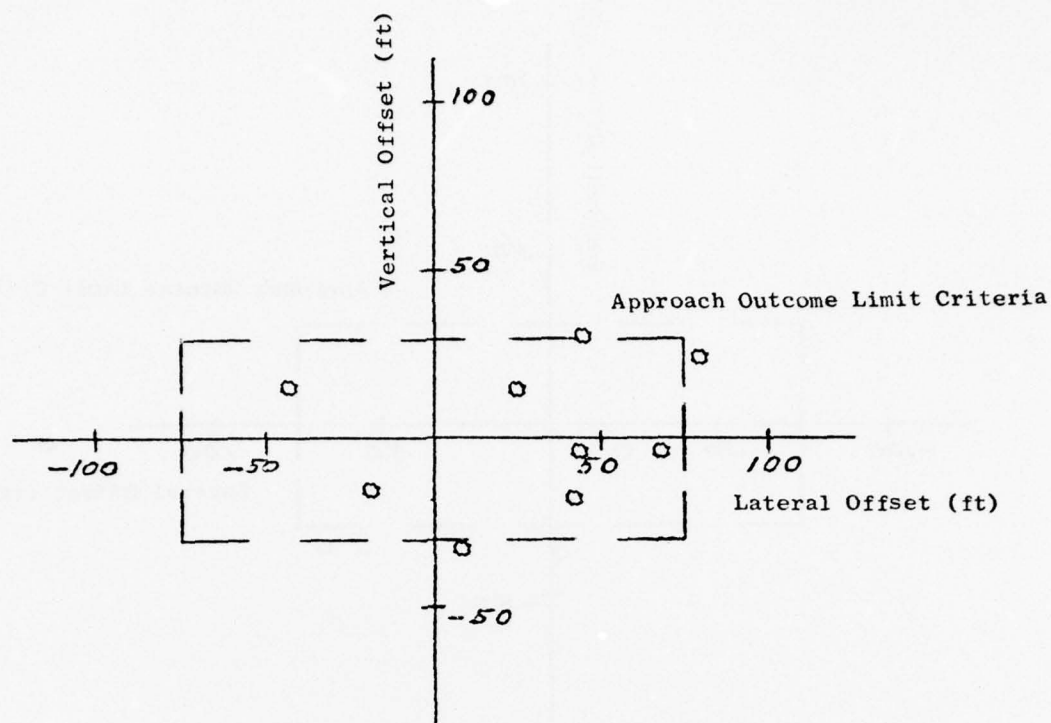 Vertical Offset (ft)
100
50
Approach Outcome Limit Criteria
-100
-50
50
100
Lateral Offset (ft)
-50